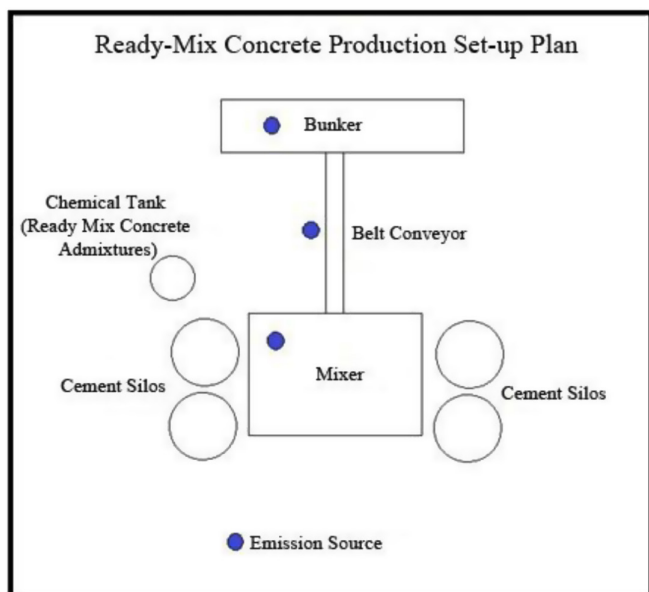 Ready-Mix Concrete Production Set-up Plan
Bunker
Chemical Tank
(Ready Mix Concrete
Admixtures)
Belt Conveyor
Mixer
Cement Silos
Cement Silos
Emission Source